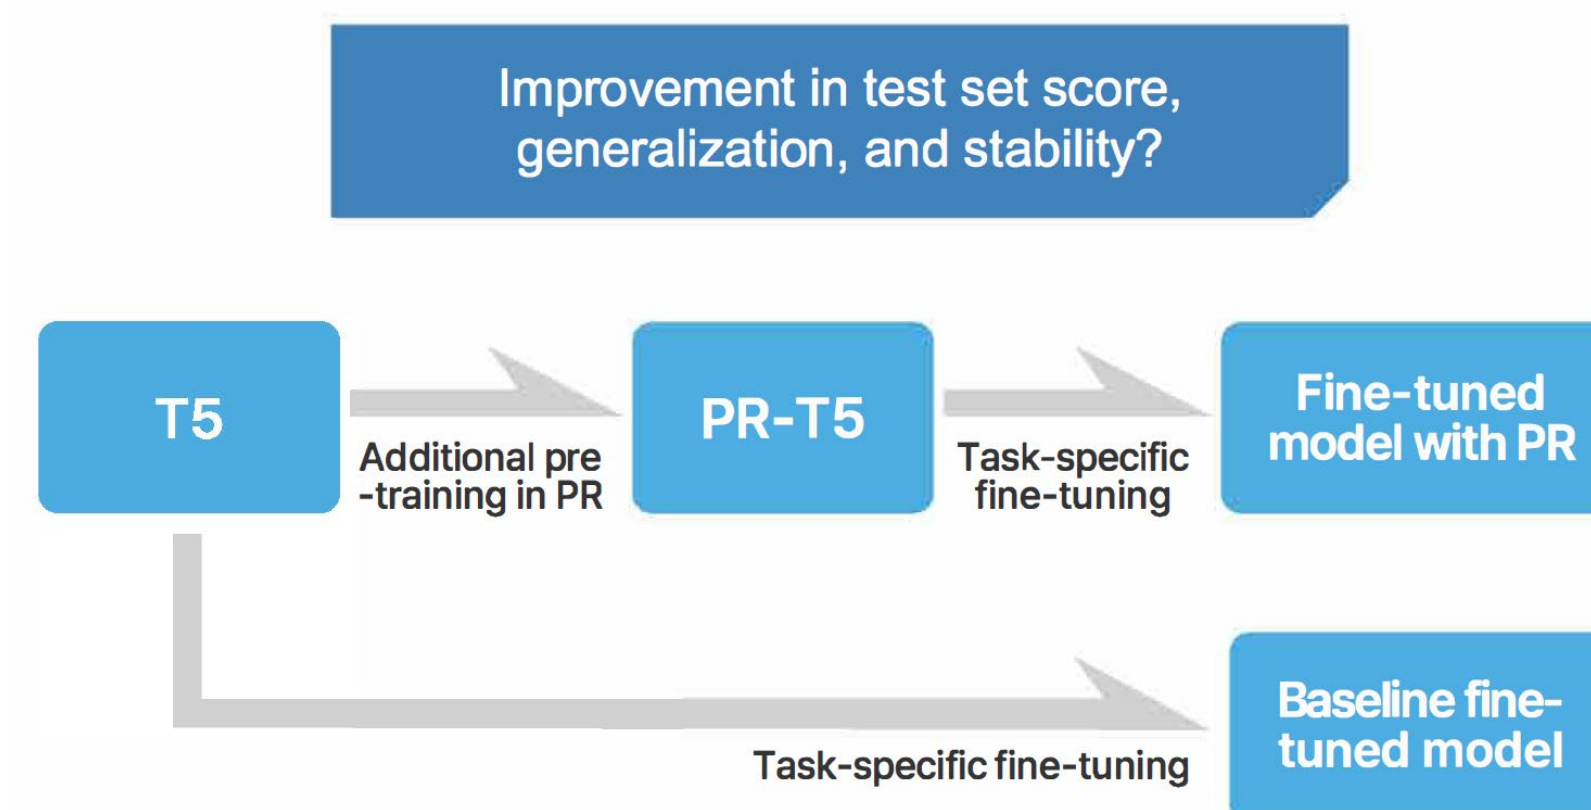 Improvement in test set score,
generalization, and stability?
T5
Additional pre
-training in PR
PR-T5
Task-specific
fine-tuning
Fine-tuned
model with PR
Task-specific fine-tuning
Baseline fine-
tuned model